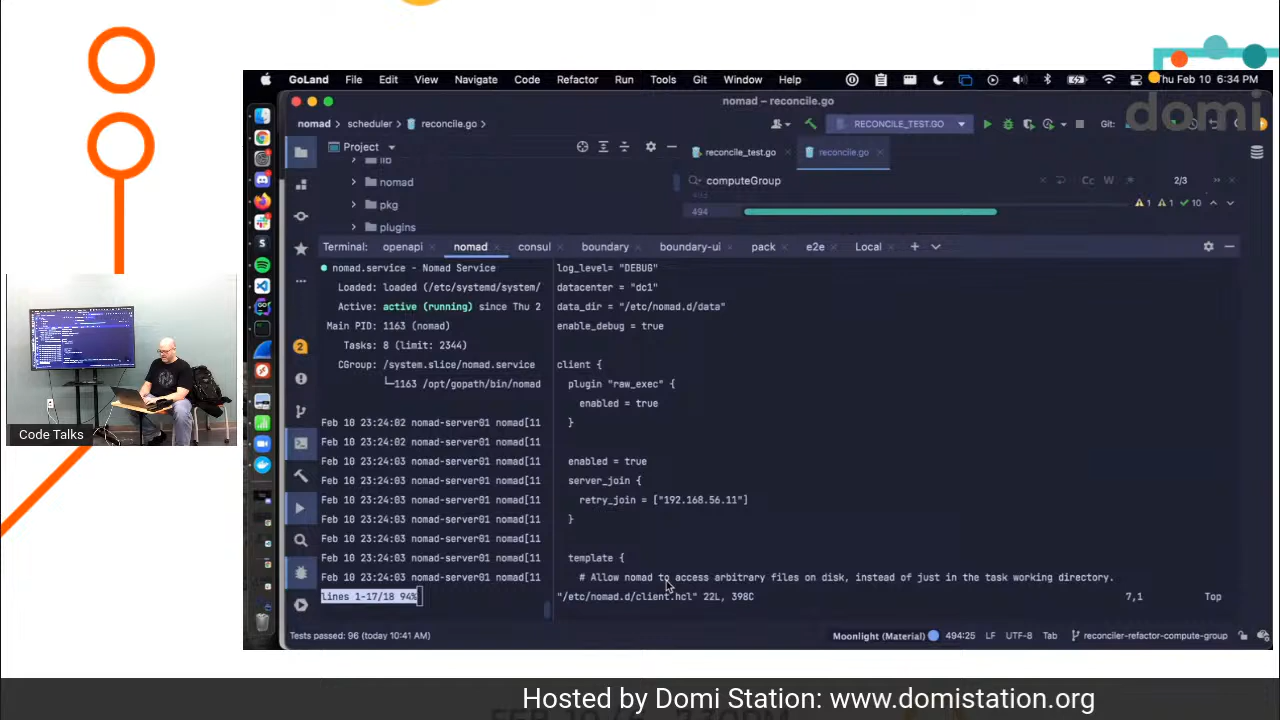 GoLand File Edit View Navigate Code Refactor Run Tools Git Window Help Thu Feb 10 6:34 PM
nomad – reconcile.go
domi
nomad scheduler reconcile.go RECONCILE_TEST.GO Git:
Project reconcile_test.go reconcile.go
lib
computeGroup Cc W 2/3
nomad
494 1 1 10
pkg
plugins
Terminal: openapi nomad consul boundary boundary-ui pack e2e Local
nomad.service - Nomad Service
Loaded: loaded (/etc/systemd/system/
Active: active (running) since Thu 2
Main PID: 1163 (nomad)
Tasks: 8 (limit: 2344)
CGroup: /system.slice/nomad.service
└─1163 /opt/gopath/bin/nomad
Feb 10 23:24:02 nomad-server01 nomad[11
Feb 10 23:24:02 nomad-server01 nomad[11
Feb 10 23:24:03 nomad-server01 nomad[11
Feb 10 23:24:03 nomad-server01 nomad[11
Feb 10 23:24:03 nomad-server01 nomad[11
Feb 10 23:24:03 nomad-server01 nomad[11
Feb 10 23:24:03 nomad-server01 nomad[11
Feb 10 23:24:03 nomad-server01 nomad[11
Feb 10 23:24:03 nomad-server01 nomad[11
lines 1-17/18 94%
log_level= "DEBUG"
datacenter = "dc1"
data_dir = "/etc/nomad.d/data"
enable_debug = true
client {
plugin "raw_exec" {
enabled = true
}
enabled = true
server_join {
retry_join = ["192.168.56.11"]
}
template {
# Allow nomad to access arbitrary files on disk, instead of just in the task working directory.
"/etc/nomad.d/client.hcl" 22L, 398C 7,1 Top
2
Tests passed: 96 (today 10:41 AM) Moonlight (Material) 494:25 LF UTF-8 Tab reconciler-refactor-compute-group
Code Talks
Hosted by Domi Station: www.domistation.org